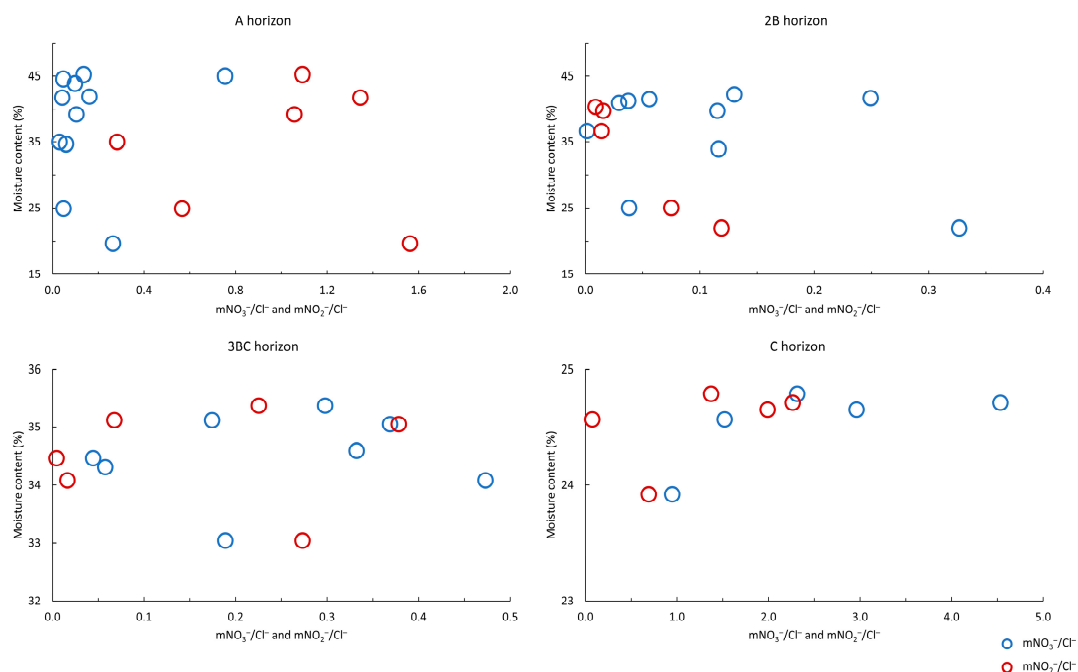 A horizon
45
35
25
15
Moisture content (%)
0.0 0.4 0.8 1.2 1.6 2.0
mNO₃⁻/Cl⁻ and mNO₂⁻/Cl⁻
2B horizon
45
35
25
15
Moisture content (%)
0.0 0.1 0.2 0.3 0.4
mNO₃⁻/Cl⁻ and mNO₂⁻/Cl⁻
3BC horizon
36
35
34
33
32
Moisture content (%)
0.0 0.1 0.2 0.3 0.4 0.5
mNO₃⁻/Cl⁻ and mNO₂⁻/Cl⁻
C horizon
25
24
23
Moisture content (%)
0.0 1.0 2.0 3.0 4.0 5.0
mNO₃⁻/Cl⁻ and mNO₂⁻/Cl⁻
mNO₃⁻/Cl⁻
mNO₂⁻/Cl⁻